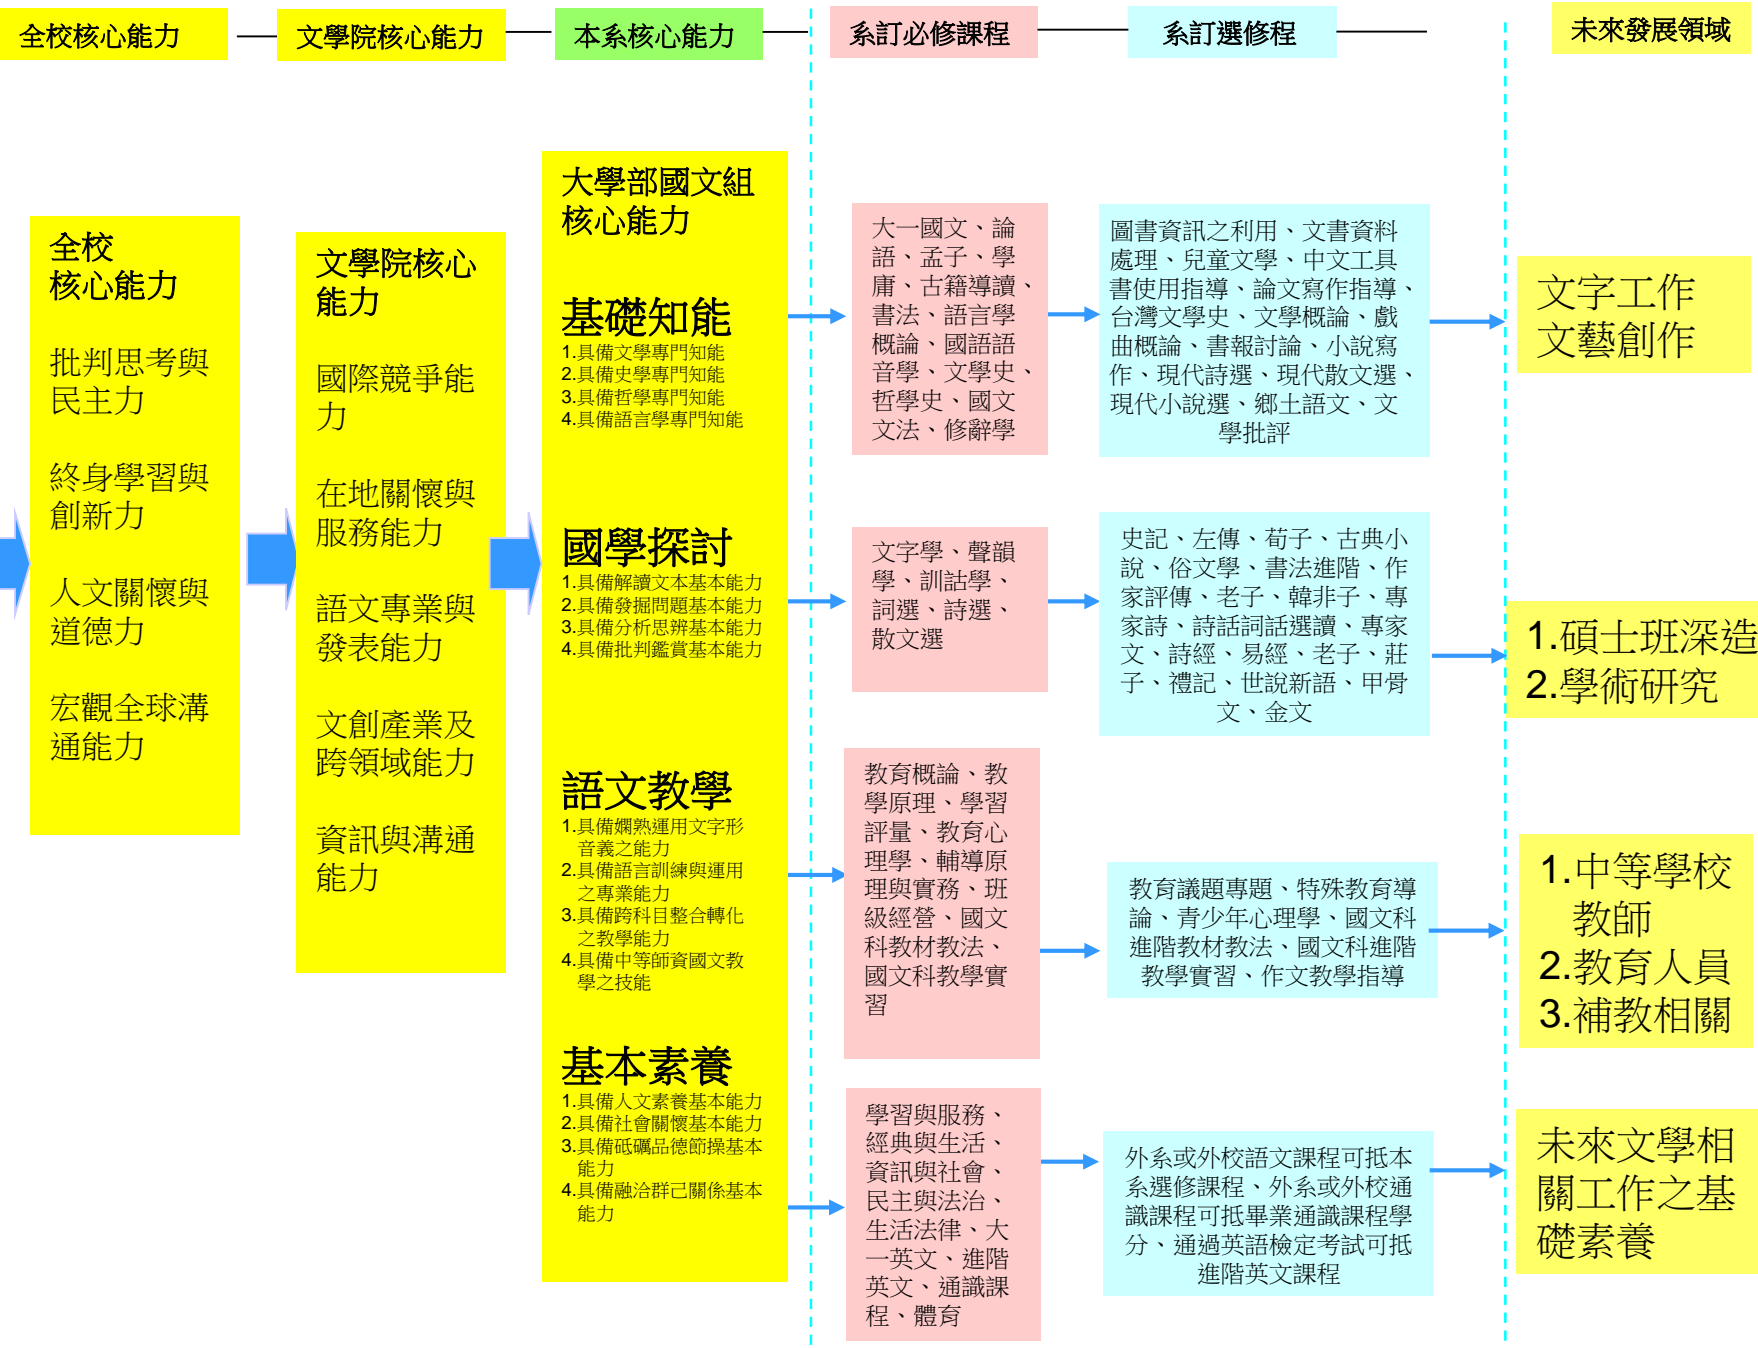 全校核心能力
文學院核心能力
本系核心能力
系訂必修課程
系訂選修程
未來發展領域
全校
核心能力
批判思考與
民主力
終身學習與
創新力
人文關懷與
道德力
宏觀全球溝
通能力
文學院核心
能力
國際競爭能
力
在地關懷與
服務能力
語文專業與
發表能力
文創產業及
跨領域能力
資訊與溝通
能力
大學部國文組
核心能力
基礎知能
1.具備文學專門知能
2.具備史學專門知能
3.具備哲學專門知能
4.具備語言學專門知能
國學探討
1.具備解讀文本基本能力
2.具備發掘問題基本能力
3.具備分析思辨基本能力
4.具備批判鑑賞基本能力
語文教學
1.具備嫻熟運用文字形
音義之能力
2.具備語言訓練與運用
之專業能力
3.具備跨科目整合轉化
之教學能力
4.具備中等師資國文教
學之技能
基本素養
1.具備人文素養基本能力
2.具備社會關懷基本能力
3.具備砥礪品德節操基本
能力
4.具備融洽群己關係基本
能力
大一國文、論
語、孟子、學
庸、古籍導讀、
書法、語言學
概論、國語語
音學、文學史、
哲學史、國文
文法、修辭學
文字學、聲韻
學、訓詁學、
詞選、詩選、
散文選
教育概論、教
學原理、學習
評量、教育心
理學、輔導原
理與實務、班
級經營、國文
科教材教法、
國文科教學實
習
學習與服務、
經典與生活、
資訊與社會、
民主與法治、
生活法律、大
一英文、進階
英文、通識課
程、體育
圖書資訊之利用、文書資料
處理、兒童文學、中文工具
書使用指導、論文寫作指導、
台灣文學史、文學概論、戲
曲概論、書報討論、小說寫
作、現代詩選、現代散文選、
現代小說選、鄉土語文、文
學批評
史記、左傳、荀子、古典小
說、俗文學、書法進階、作
家評傳、老子、韓非子、專
家詩、詩話詞話選讀、專家
文、詩經、易經、老子、莊
子、禮記、世說新語、甲骨
文、金文
教育議題專題、特殊教育導
論、青少年心理學、國文科
進階教材教法、國文科進階
教學實習、作文教學指導
外系或外校語文課程可抵本
系選修課程、外系或外校通
識課程可抵畢業通識課程學
分、通過英語檢定考試可抵
進階英文課程
文字工作
文藝創作
1.碩士班深造
2.學術研究
1.中等學校
教師
2.教育人員
3.補教相關
未來文學相
關工作之基
礎素養